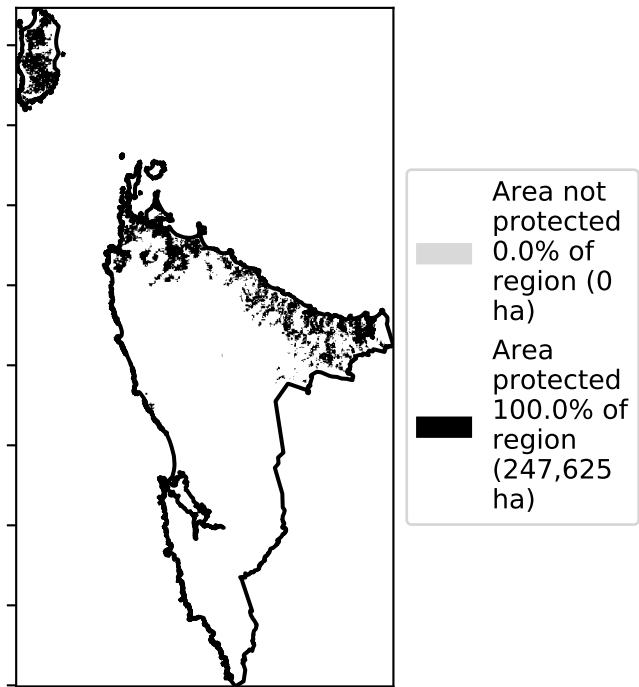 Area not
protected
0.0% of
region (0
ha)
Area
protected
100.0% of
region
(247,625
ha)